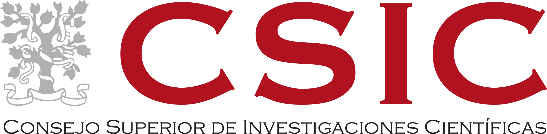 CSIC
CONSEJO SUPERIOR DE INVESTIGACIONES CIENTÍFICAS